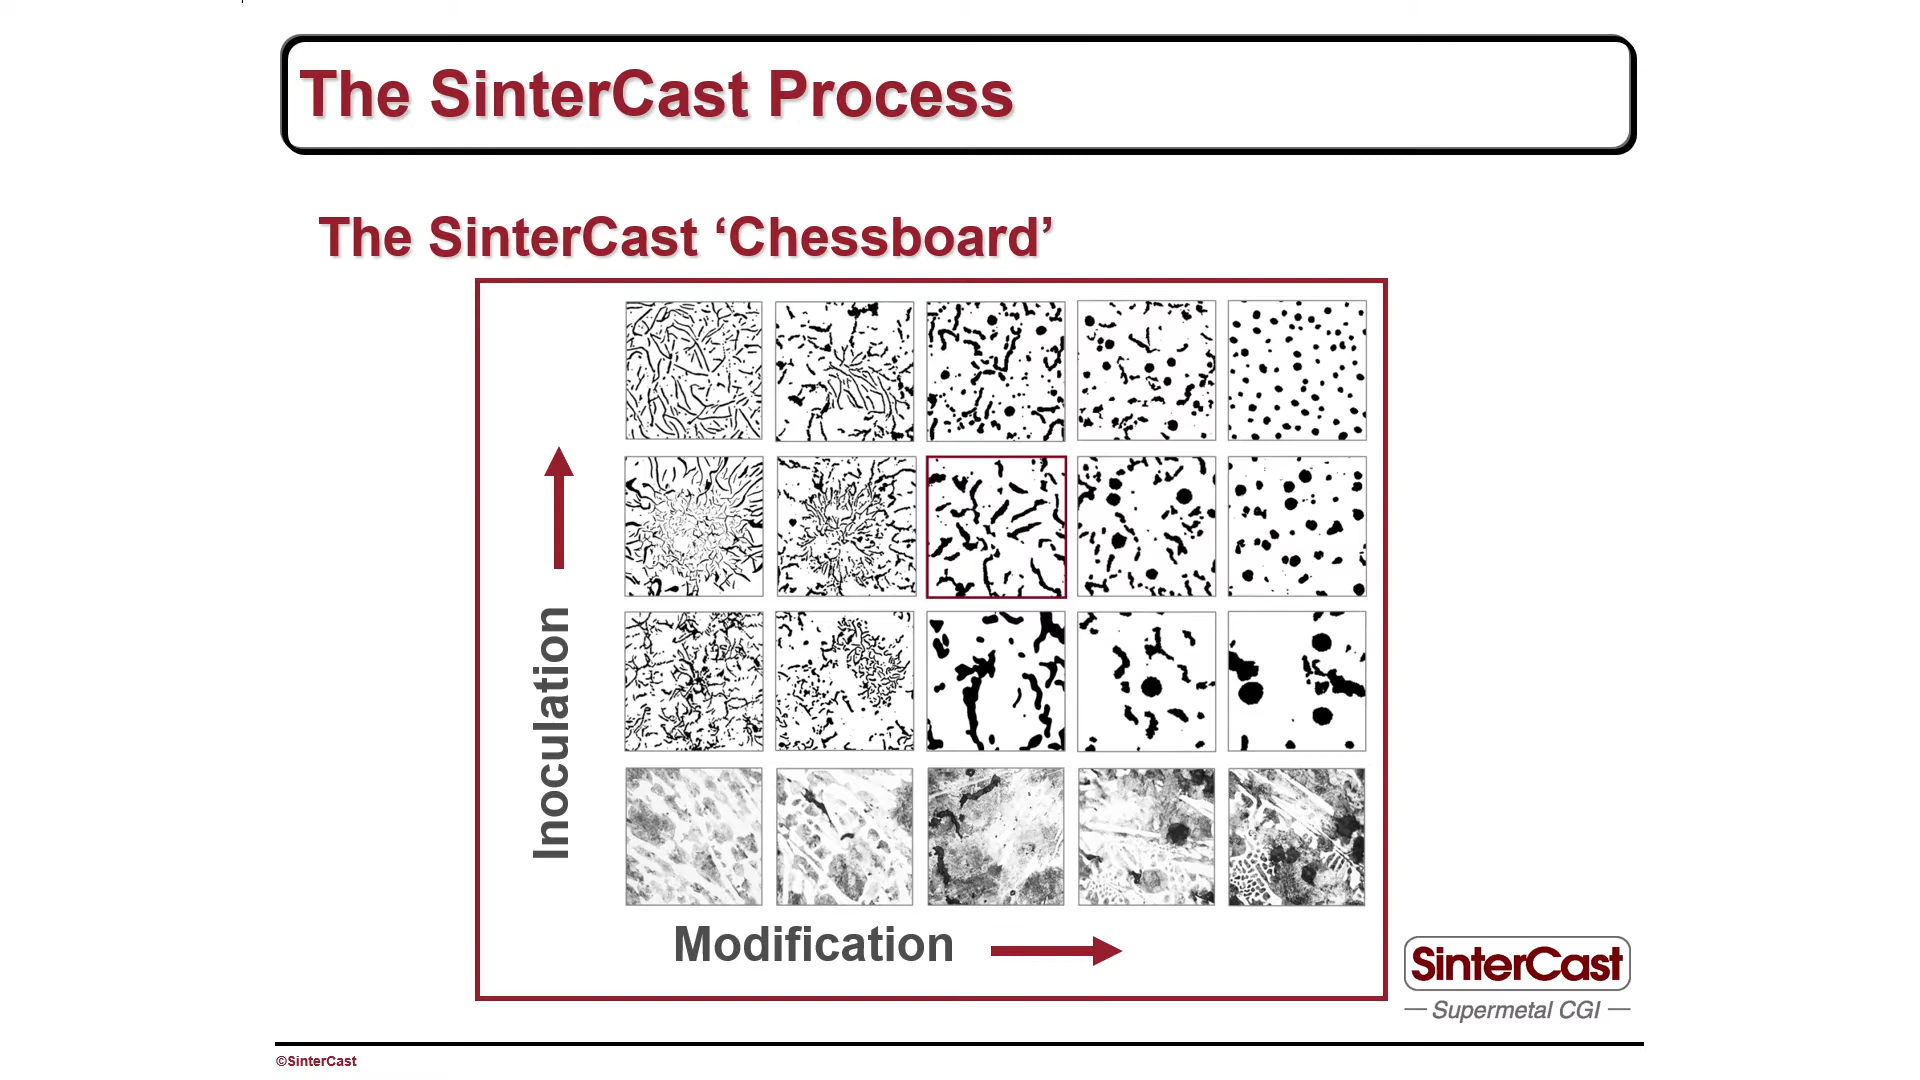 The SinterCast Process
The SinterCast ‘Chessboard’
Inoculation
Modification
SinterCast
— Supermetal CGI —
©SinterCast